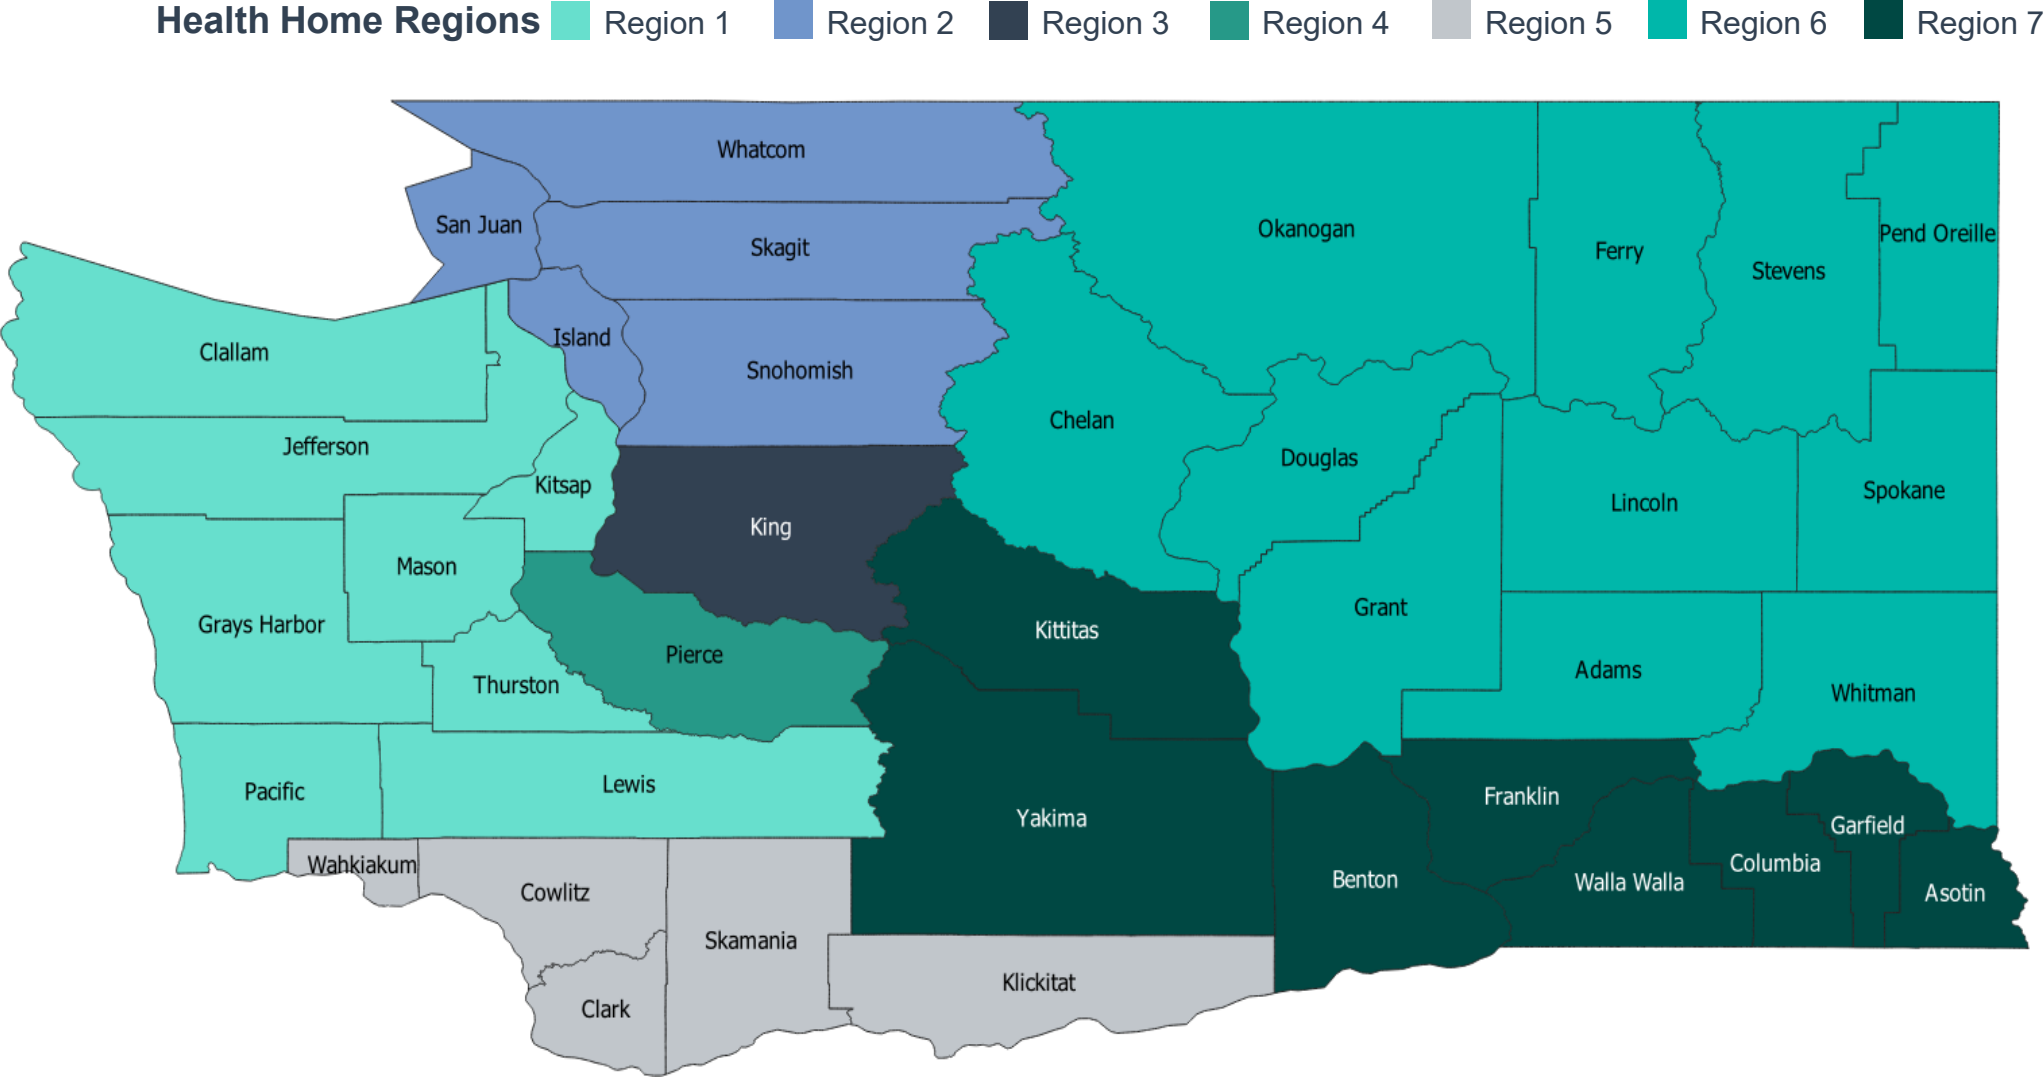 Health Home Regions Region 1 Region 2 Region 3 Region 4 Region 5 Region 6 Region 7
Whatcom
San Juan
Skagit
Okanogan
Ferry
Stevens
Pend Oreille
Clallam
Island
Snohomish
Chelan
Jefferson
Kitsap
Douglas
Lincoln
Spokane
King
Mason
Grays Harbor
Grant
Kittitas
Pierce
Thurston
Adams
Whitman
Pacific
Lewis
Yakima
Franklin
Garfield
Wahkiakum
Cowlitz
Benton
Walla Walla
Columbia
Asotin
Skamania
Klickitat
Clark